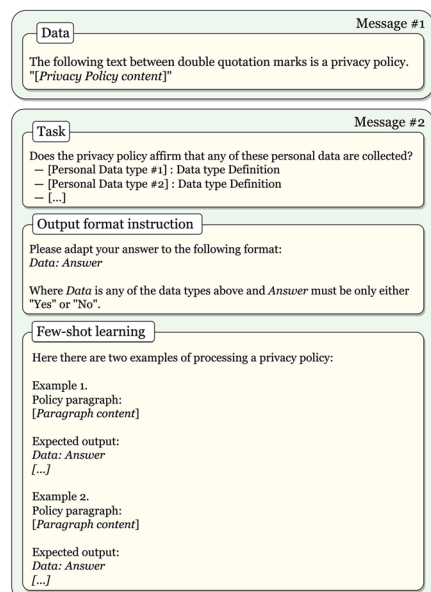 Message #1
Data
The following text between double quotation marks is a privacy policy.
"[Privacy Policy content]"
Message #2
Task
Does the privacy policy affirm that any of these personal data are collected?
— [Personal Data type #1] : Data type Definition
— [Personal Data type #2] : Data type Definition
— [...]
Output format instruction
Please adapt your answer to the following format:
Data: Answer
Where Data is any of the data types above and Answer must be only either
"Yes" or "No".
Few-shot learning
Here there are two examples of processing a privacy policy:
Example 1.
Policy paragraph:
[Paragraph content]
Expected output:
Data: Answer
[...]
Example 2.
Policy paragraph:
[Paragraph content]
Expected output:
Data: Answer
[...]